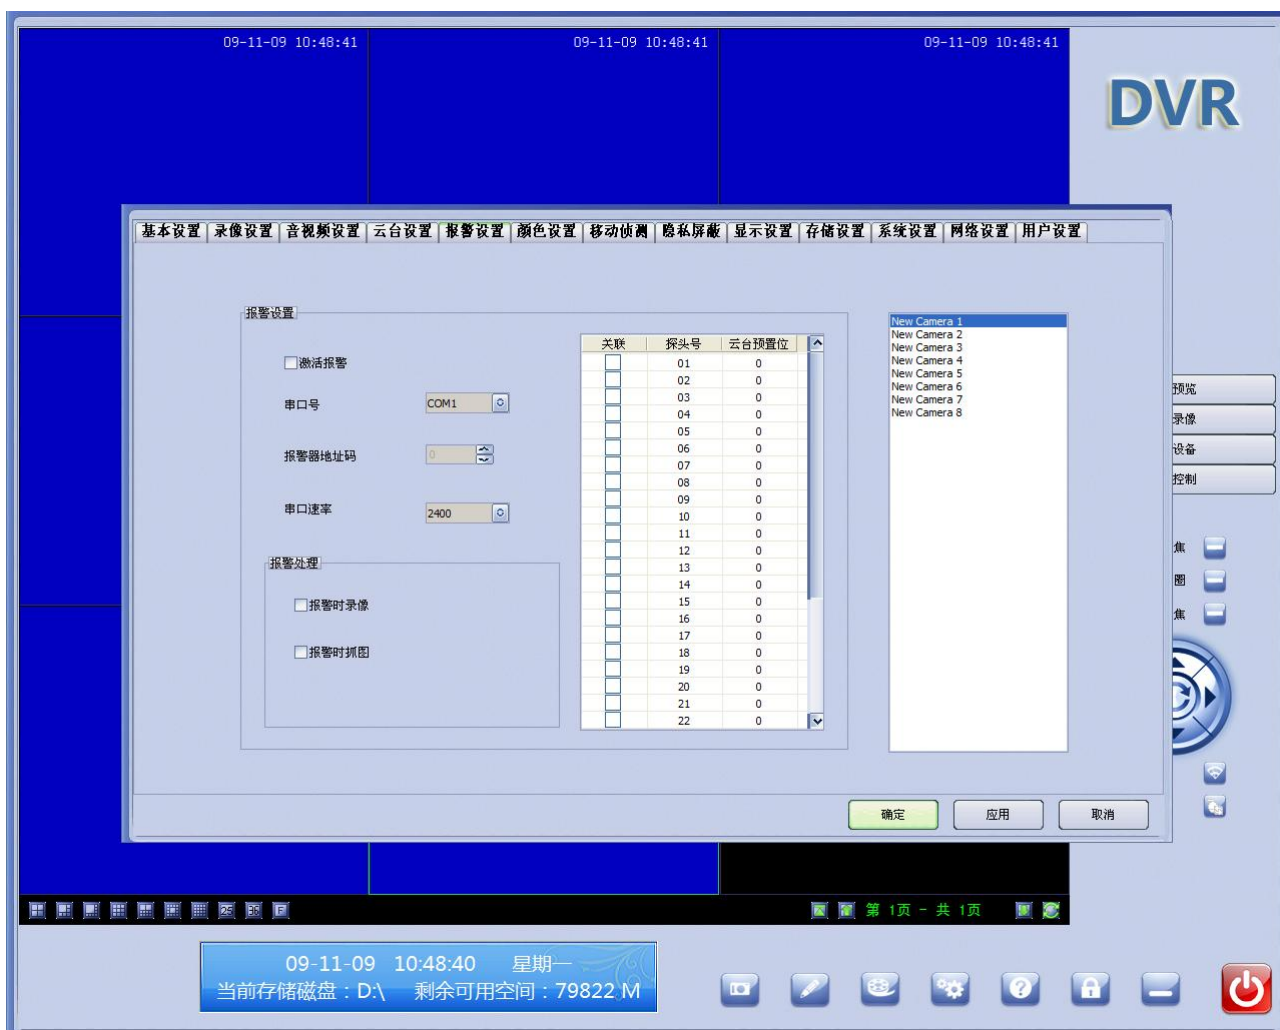 09-11-09 10:48:41
09-11-09 10:48:41
09-11-09 10:48:41
DVR
基本设置 录像设置 音视频设置 云台设置 报警设置 颜色设置 移动侦测 隐私屏蔽 显示设置 存储设置 系统设置 网络设置 用户设置
报警设置
激活报警
串口号 COM1
报警器地址码 0
串口速率 2400
报警处理
报警时录像
报警时抓图
关联 探头号 云台预置位
01 0
02 0
03 0
04 0
05 0
06 0
07 0
08 0
09 0
10 0
11 0
12 0
13 0
14 0
15 0
16 0
17 0
18 0
19 0
20 0
21 0
22 0
New Camera 1
New Camera 2
New Camera 3
New Camera 4
New Camera 5
New Camera 6
New Camera 7
New Camera 8
预览
录像
设备
控制
焦
圈
焦
确定 应用 取消
25 36 F
第 1页 - 共 1页
09-11-09 10:48:40 星期一
当前存储磁盘：D:\ 剩余可用空间：79822 M